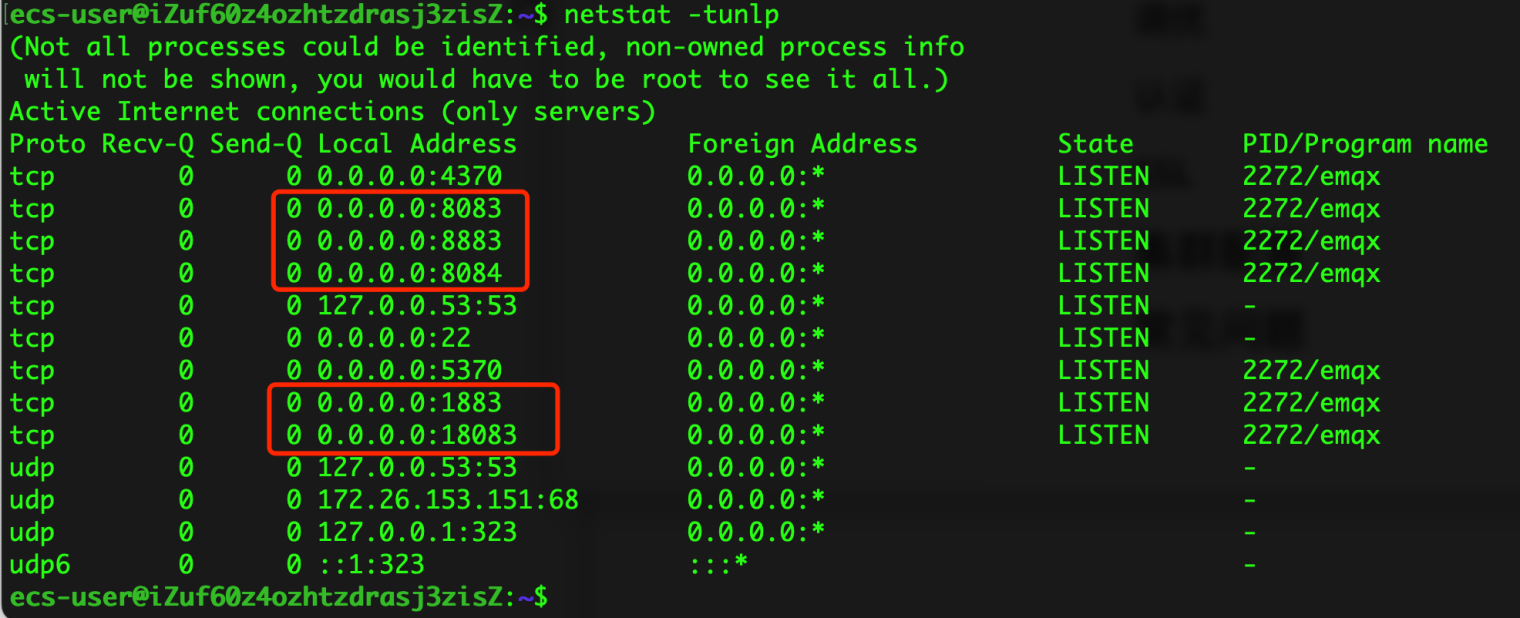 [ecs-user@iZuf60z4ozhtzdrasj3zisZ:~$ netstat -tunlp
(Not all processes could be identified, non-owned process info
 will not be shown, you would have to be root to see it all.)
Active Internet connections (only servers)
Proto Recv-Q Send-Q Local Address           Foreign Address         State       PID/Program name
tcp        0      0 0.0.0.0:4370            0.0.0.0:*               LISTEN      2272/emqx
tcp        0      0 0.0.0.0:8083            0.0.0.0:*               LISTEN      2272/emqx
tcp        0      0 0.0.0.0:8883            0.0.0.0:*               LISTEN      2272/emqx
tcp        0      0 0.0.0.0:8084            0.0.0.0:*               LISTEN      2272/emqx
tcp        0      0 127.0.0.53:53           0.0.0.0:*               LISTEN      -
tcp        0      0 0.0.0.0:22              0.0.0.0:*               LISTEN      -
tcp        0      0 0.0.0.0:5370            0.0.0.0:*               LISTEN      2272/emqx
tcp        0      0 0.0.0.0:1883            0.0.0.0:*               LISTEN      2272/emqx
tcp        0      0 0.0.0.0:18083           0.0.0.0:*               LISTEN      2272/emqx
udp        0      0 127.0.0.53:53           0.0.0.0:*                           -
udp        0      0 172.26.153.151:68       0.0.0.0:*                           -
udp        0      0 127.0.0.1:323           0.0.0.0:*                           -
udp6       0      0 ::1:323                 :::*                                -
ecs-user@iZuf60z4ozhtzdrasj3zisZ:~$